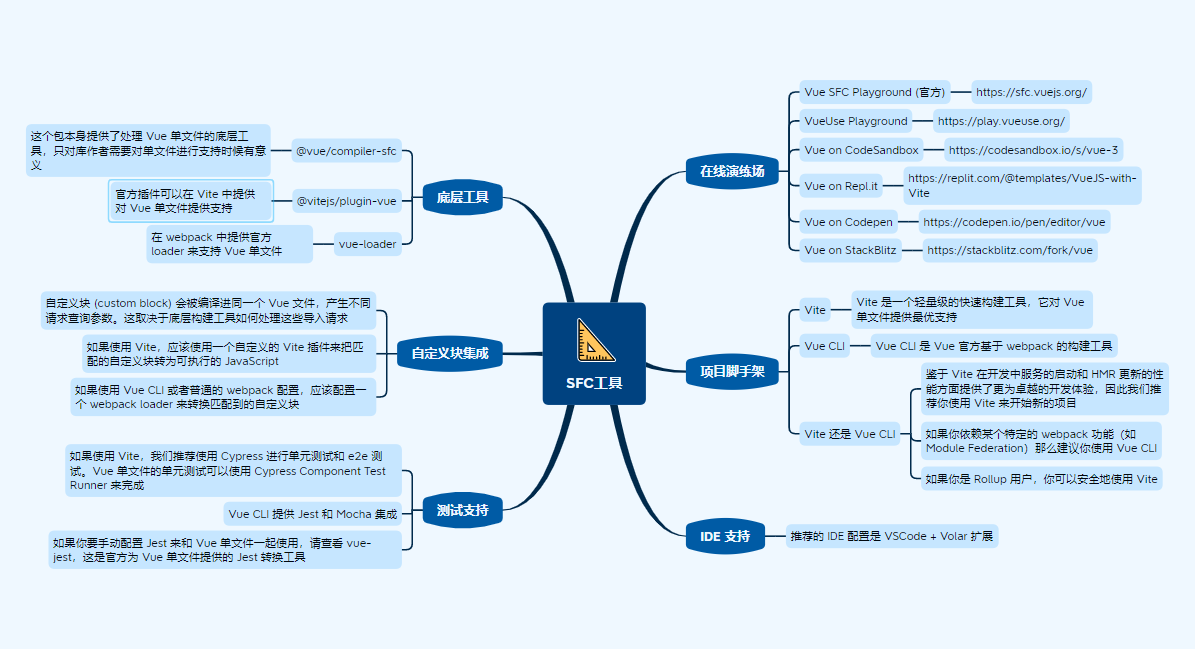 SFC工具
在线演练场
Vue SFC Playground (官方)
https://sfc.vuejs.org/
VueUse Playground
https://play.vueuse.org/
Vue on CodeSandbox
https://codesandbox.io/s/vue-3
Vue on Repl.it
https://replit.com/@templates/VueJS-with-
Vite
Vue on Codepen
https://codepen.io/pen/editor/vue
Vue on StackBlitz
https://stackblitz.com/fork/vue
项目脚手架
Vite
Vite 是一个轻量级的快速构建工具，它对 Vue
单文件提供最优支持
Vue CLI
Vue CLI 是 Vue 官方基于 webpack 的构建工具
Vite 还是 Vue CLI
鉴于 Vite 在开发中服务的启动和 HMR 更新的性
能方面提供了更为卓越的开发体验，因此我们推
荐你使用 Vite 来开始新的项目
如果你依赖某个特定的 webpack 功能（如
Module Federation）那么建议你使用 Vue CLI
如果你是 Rollup 用户，你可以安全地使用 Vite
IDE 支持
推荐的 IDE 配置是 VSCode + Volar 扩展
底层工具
@vue/compiler-sfc
这个包本身提供了处理 Vue 单文件的底层工
具，只对库作者需要对单文件进行支持时候有意
义
@vitejs/plugin-vue
官方插件可以在 Vite 中提供
对 Vue 单文件提供支持
vue-loader
在 webpack 中提供官方
loader 来支持 Vue 单文件
自定义块集成
自定义块 (custom block) 会被编译进同一个 Vue 文件，产生不同
请求查询参数。这取决于底层构建工具如何处理这些导入请求
如果使用 Vite，应该使用一个自定义的 Vite 插件来把匹
配的自定义块转为可执行的 JavaScript
如果使用 Vue CLI 或者普通的 webpack 配置，应该配置一
个 webpack loader 来转换匹配到的自定义块
测试支持
如果使用 Vite，我们推荐使用 Cypress 进行单元测试和 e2e 测
试。Vue 单文件的单元测试可以使用 Cypress Component Test
Runner 来完成
Vue CLI 提供 Jest 和 Mocha 集成
如果你要手动配置 Jest 来和 Vue 单文件一起使用，请查看 vue-
jest，这是官方为 Vue 单文件提供的 Jest 转换工具